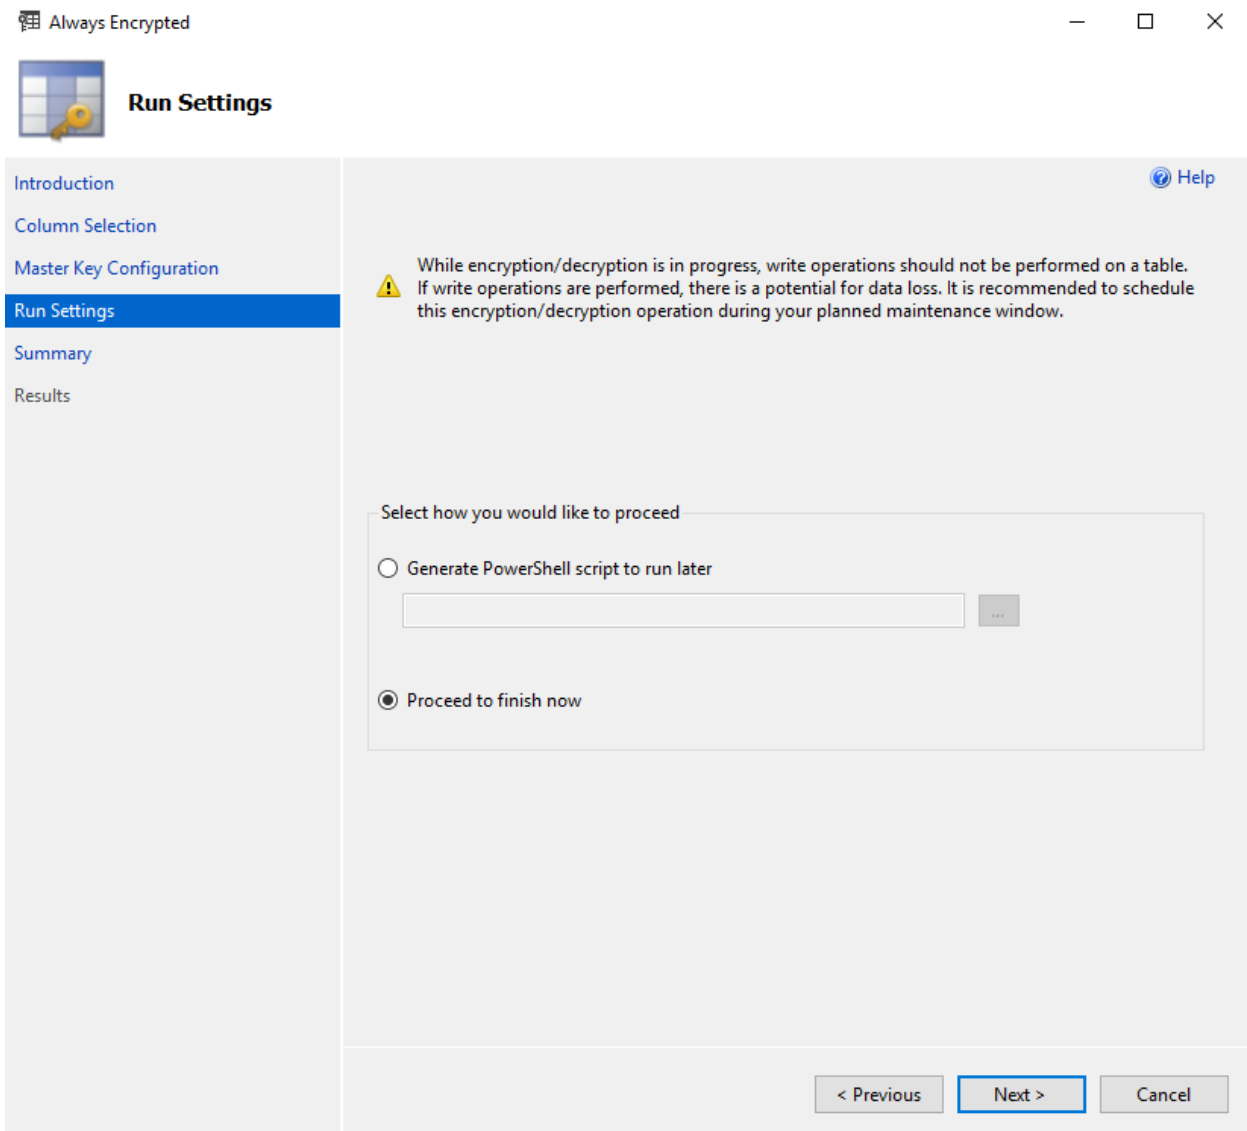 Always Encrypted
Run Settings
Introduction
Column Selection
Master Key Configuration
Run Settings
Summary
Results
Help
While encryption/decryption is in progress, write operations should not be performed on a table.
If write operations are performed, there is a potential for data loss. It is recommended to schedule
this encryption/decryption operation during your planned maintenance window.
Select how you would like to proceed
Generate PowerShell script to run later
...
Proceed to finish now
< Previous
Next >
Cancel